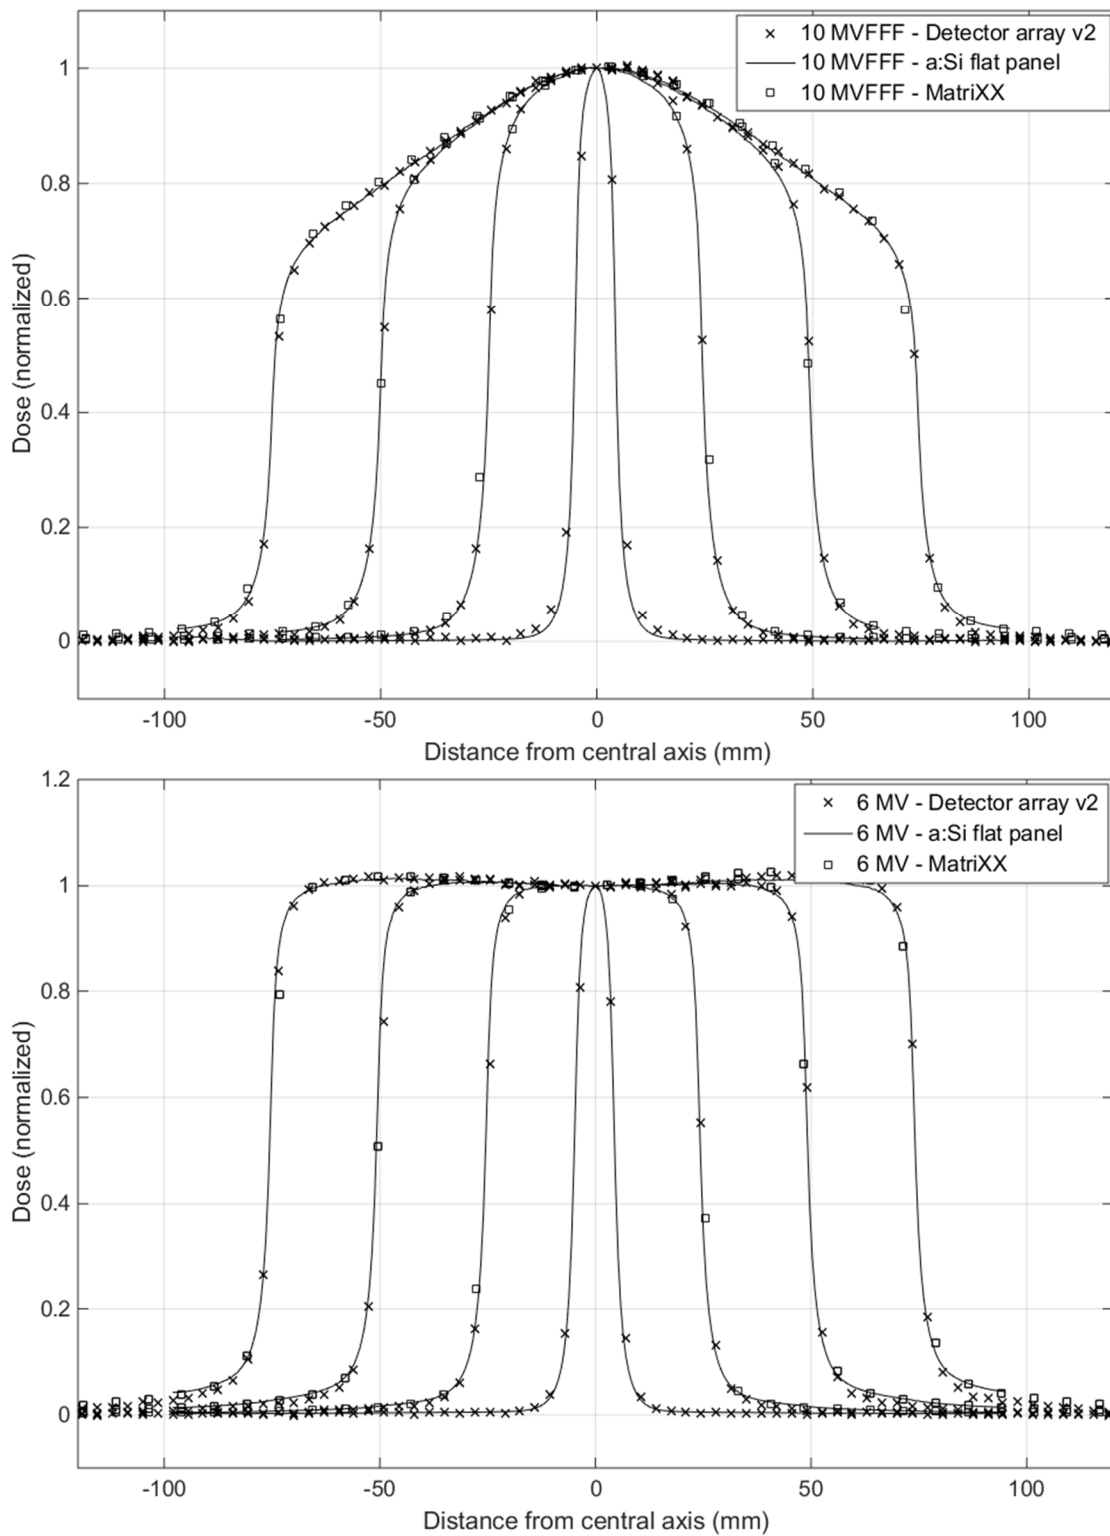 10 MVFFF - Detector array v2
10 MVFFF - a:Si flat panel
10 MVFFF - MatriXX
1
0.8
0.6
0.4
0.2
0
Dose (normalized)
-100 -50 0 50 100
Distance from central axis (mm)
1.2
6 MV - Detector array v2
6 MV - a:Si flat panel
6 MV - MatriXX
1
0.8
0.6
0.4
0.2
0
Dose (normalized)
-100 -50 0 50 100
Distance from central axis (mm)